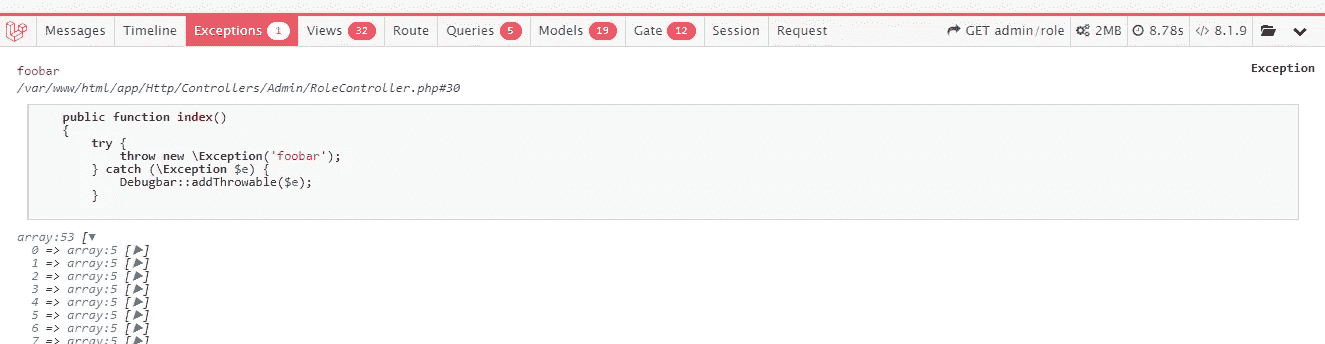 Messages Timeline Exceptions 1 Views 32 Route Queries 5 Models 19 Gate 12 Session Request GET admin/role 2MB 8.78s </> 8.1.9
foobar Exception
/var/www/html/app/Http/Controllers/Admin/RoleController.php#30
public function index()
{
try {
throw new \Exception('foobar');
} catch (\Exception $e) {
Debugbar::addThrowable($e);
}
array:53 [▼
0 => array:5 [▶]
1 => array:5 [▶]
2 => array:5 [▶]
3 => array:5 [▶]
4 => array:5 [▶]
5 => array:5 [▶]
6 => array:5 [▶]
7 => array:5 [▶]